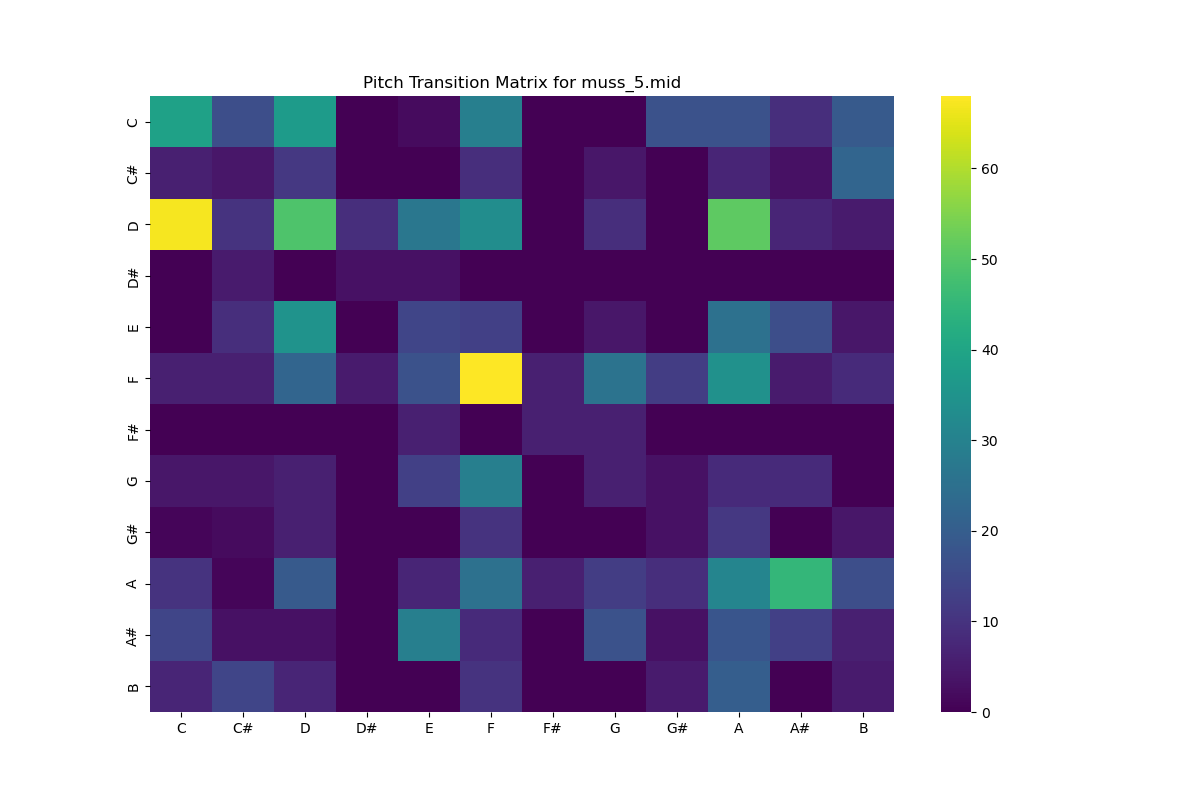 Pitch Transition Matrix for muss_5.mid
C
C#
D
D#
E
F
F#
G
G#
A
A#
B
C C# D D# E F F# G G# A A# B
60
50
40
30
20
10
0